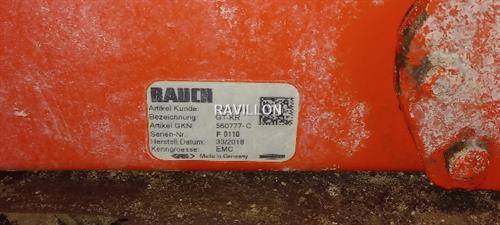 RAUCH
RAVILLON
Artikel Kunde:
Bezeichnung: GT-KR
Artikel GKN: 560777-C
Serien-Nr.: F 0110
Herstell.Datum: 33/2018
Kenngroesse: EMC
Made in Germany